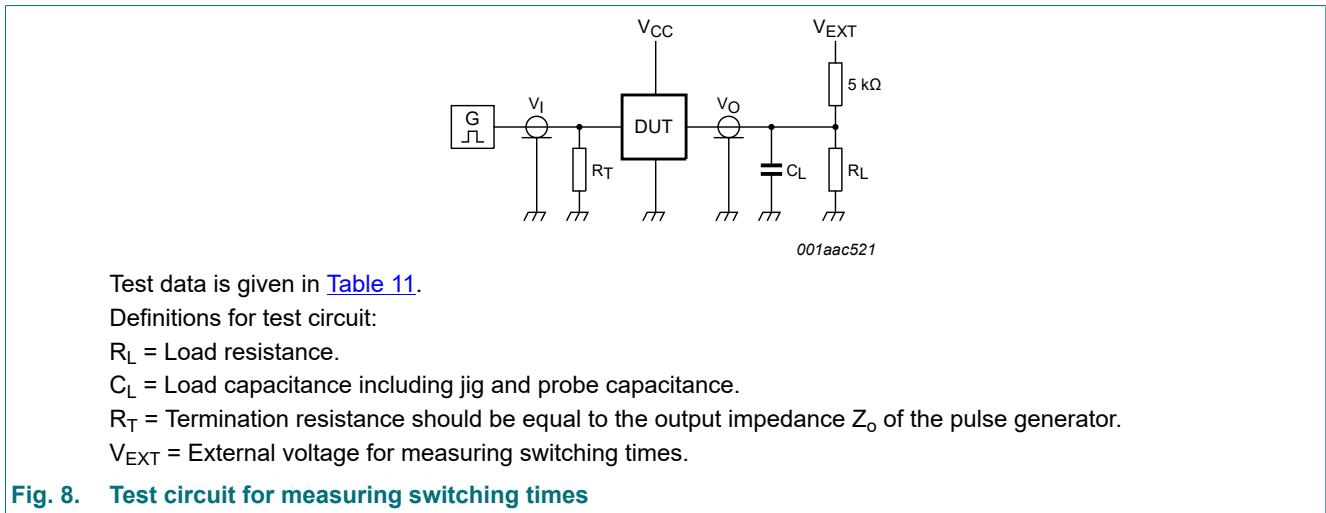 VCC VEXT
5 kΩ
G VI DUT VO
RT CL RL
001aac521
Test data is given in Table 11.
Definitions for test circuit:
RL = Load resistance.
CL = Load capacitance including jig and probe capacitance.
RT = Termination resistance should be equal to the output impedance Zo of the pulse generator.
VEXT = External voltage for measuring switching times.
Fig. 8. Test circuit for measuring switching times